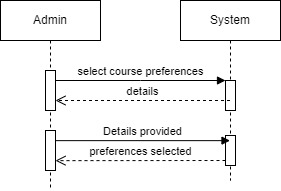 Admin
System
select course preferences
details
Details provided
preferences selected